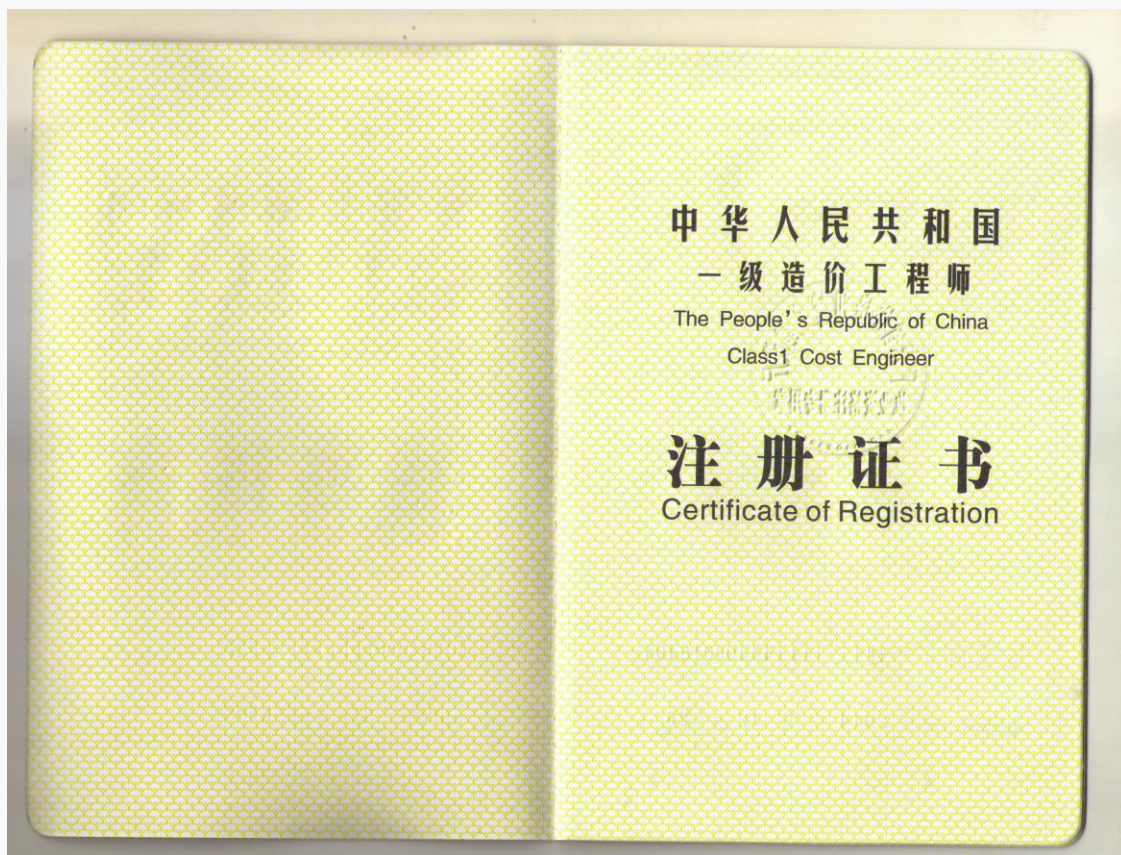 中华人民共和国
一级造价工程师
The People's Republic of China
Class1 Cost Engineer
注册证书
Certificate of Registration